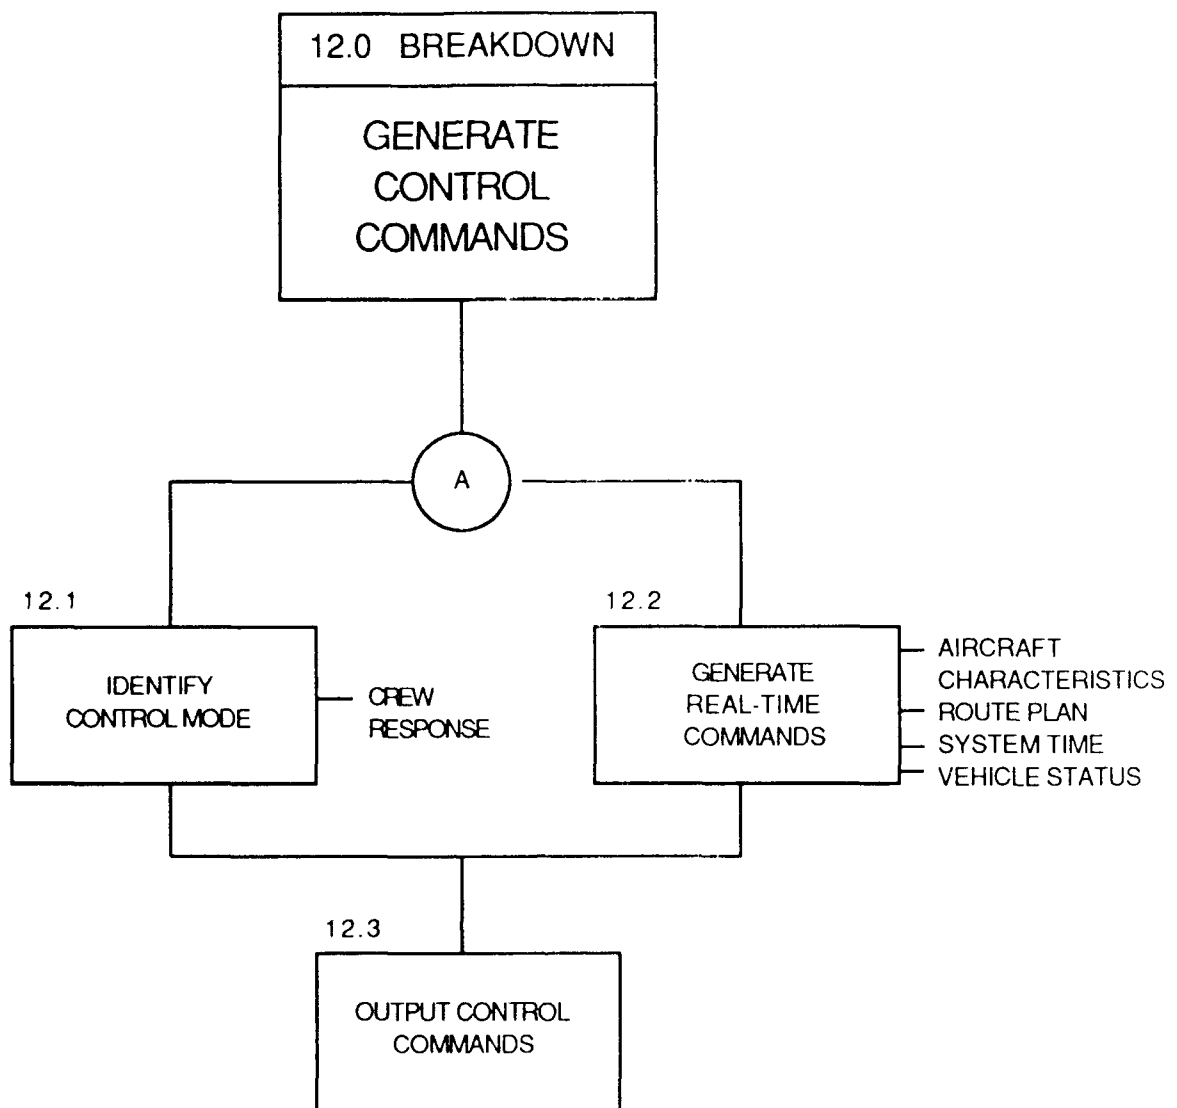 12.0 BREAKDOWN
GENERATE
CONTROL
COMMANDS
A
12.1
IDENTIFY
CONTROL MODE
CREW
RESPONSE
12.2
GENERATE
REAL-TIME
COMMANDS
AIRCRAFT
CHARACTERISTICS
ROUTE PLAN
SYSTEM TIME
VEHICLE STATUS
12.3
OUTPUT CONTROL
COMMANDS